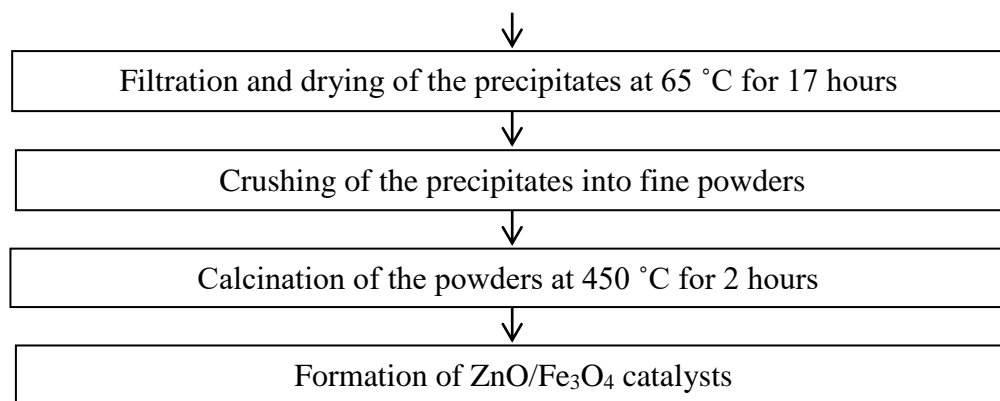 Filtration and drying of the precipitates at 65 ˚C for 17 hours
Crushing of the precipitates into fine powders
Calcination of the powders at 450 ˚C for 2 hours
Formation of ZnO/Fe₃O₄ catalysts